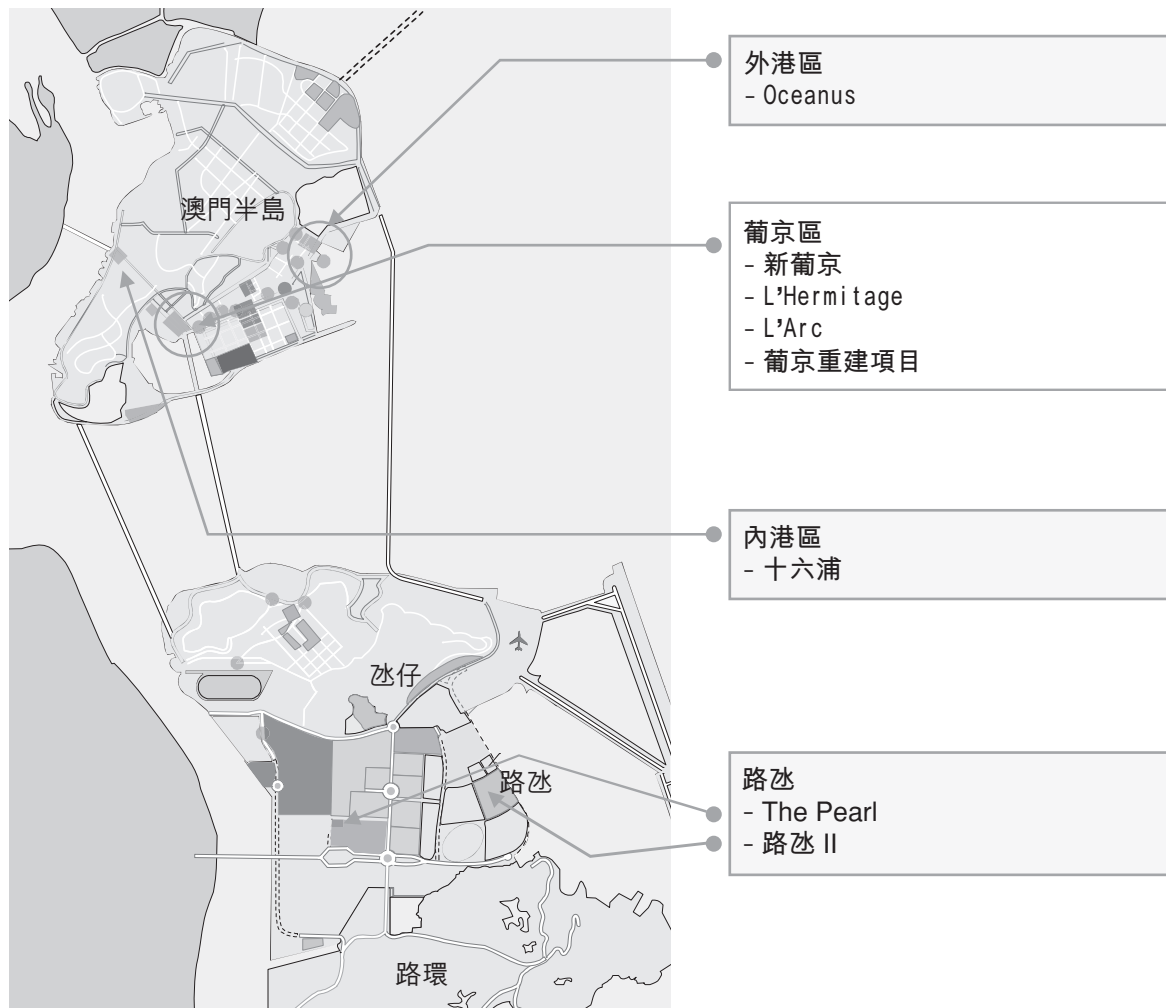 外港區
- Oceanus
澳門半島
葡京區
- 新葡京
- L'Hermitage
- L'Arc
- 葡京重建項目
內港區
- 十六浦
氹仔
路氹
路氹
- The Pearl
- 路氹 II
路環